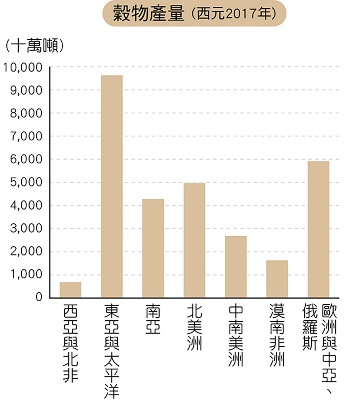 穀物產量（西元2017年）
（十萬噸）
10,000
9,000
8,000
7,000
6,000
5,000
4,000
3,000
2,000
1,000
0
西亞與北非
東亞與太平洋
南亞
北美洲
中南美洲
漠南非洲
歐洲與中亞、
俄羅斯